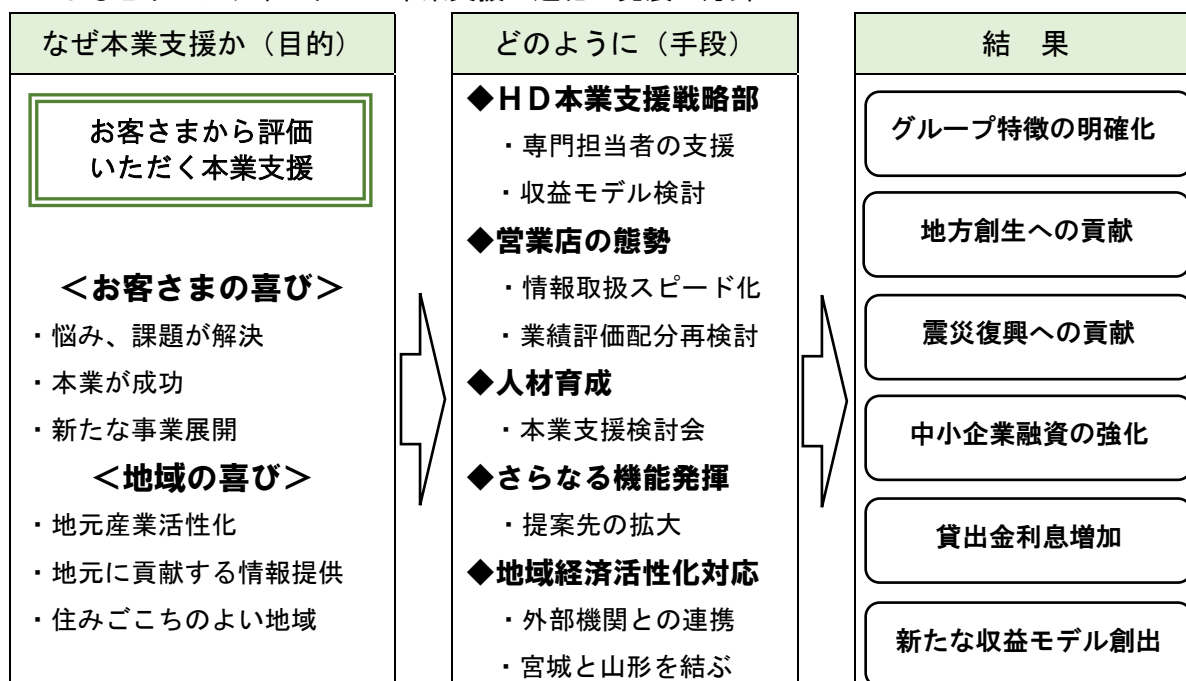 なぜ本業支援か（目的）
お客さまから評価
いただく本業支援
＜お客さまの喜び＞
・悩み、課題が解決
・本業が成功
・新たな事業展開
＜地域の喜び＞
・地元産業活性化
・地元に貢献する情報提供
・住みごこちのよい地域
どのように（手段）
◆ＨＤ本業支援戦略部
・専門担当者の支援
・収益モデル検討
◆営業店の態勢
・情報取扱スピード化
・業績評価配分再検討
◆人材育成
・本業支援検討会
◆さらなる機能発揮
・提案先の拡大
◆地域経済活性化対応
・外部機関との連携
・宮城と山形を結ぶ
結　果
グループ特徴の明確化
地方創生への貢献
震災復興への貢献
中小企業融資の強化
貸出金利息増加
新たな収益モデル創出